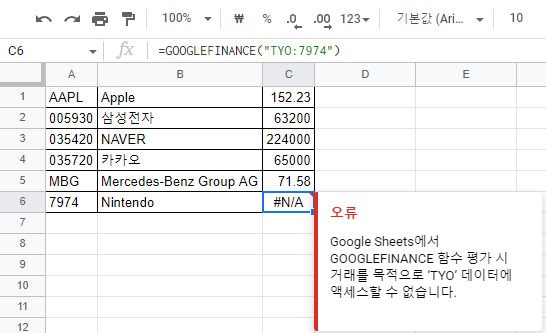 100% ₩ % .0 .00 123 기본값 (Ari... 10
C6 fx =GOOGLEFINANCE("TYO:7974")
A B C D E
1 AAPL Apple 152.23
2 005930 삼성전자 63200
3 035420 NAVER 224000
4 035720 카카오 65000
5 MBG Mercedes-Benz Group AG 71.58
6 7974 Nintendo #N/A
7
8
9
10
11
12
오류
Google Sheets에서
GOOGLEFINANCE 함수 평가 시
거래를 목적으로 ‘TYO’ 데이터에
액세스할 수 없습니다.